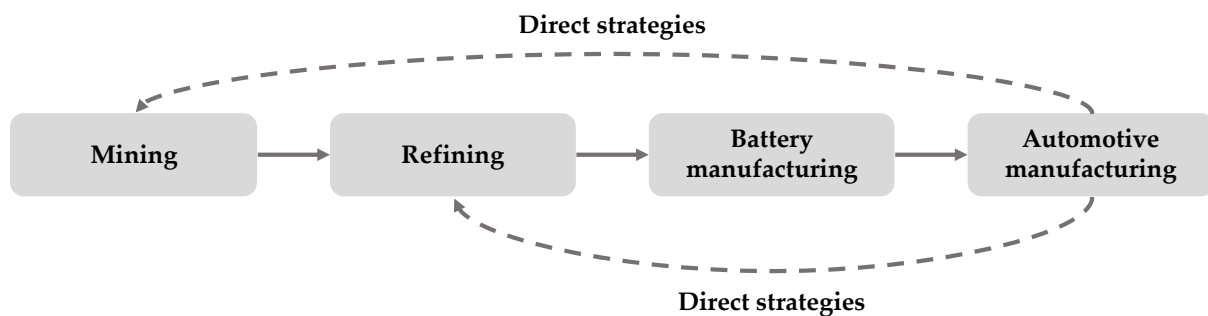 Direct strategies
Mining
Refining
Battery
manufacturing
Automotive
manufacturing
Direct strategies